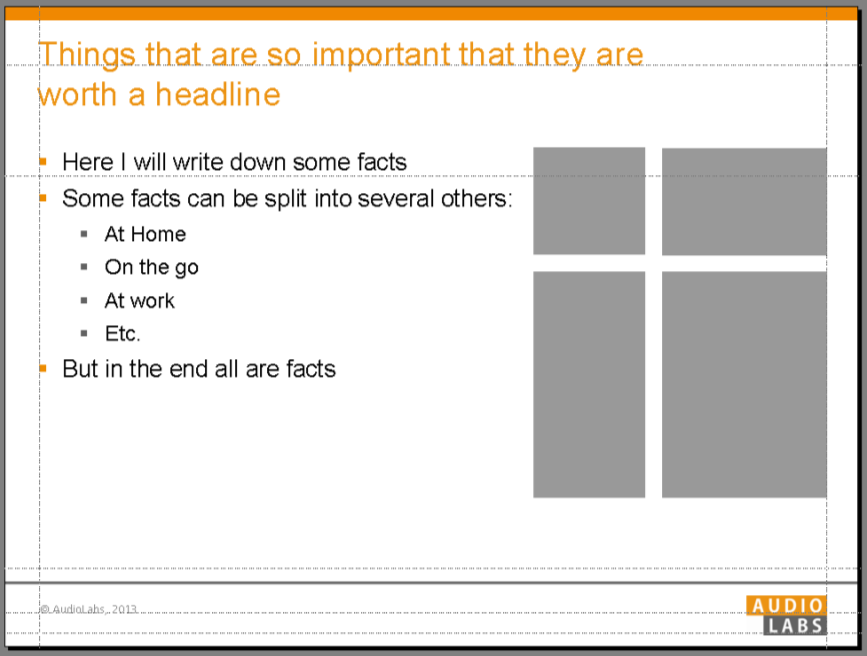 Things that are so important that they are
worth a headline
Here I will write down some facts
Some facts can be split into several others:
At Home
On the go
At work
Etc.
But in the end all are facts
© AudioLabs, 2013
AUDIO
LABS